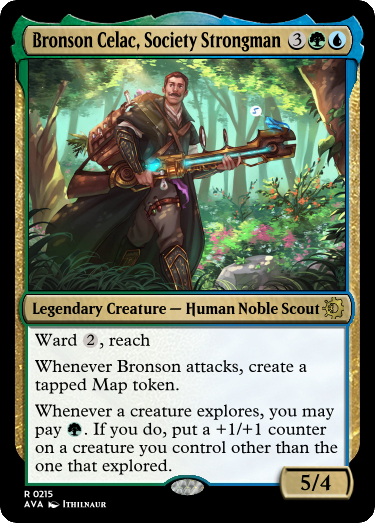 Bronson Celac, Society Strongman 3
Legendary Creature — Human Noble Scout
Ward 2, reach
Whenever Bronson attacks, create a
tapped Map token.
Whenever a creature explores, you may
pay . If you do, put a +1/+1 counter
on a creature you control other than the
one that explored.
5/4
R 0215
AVA Ithilnaur